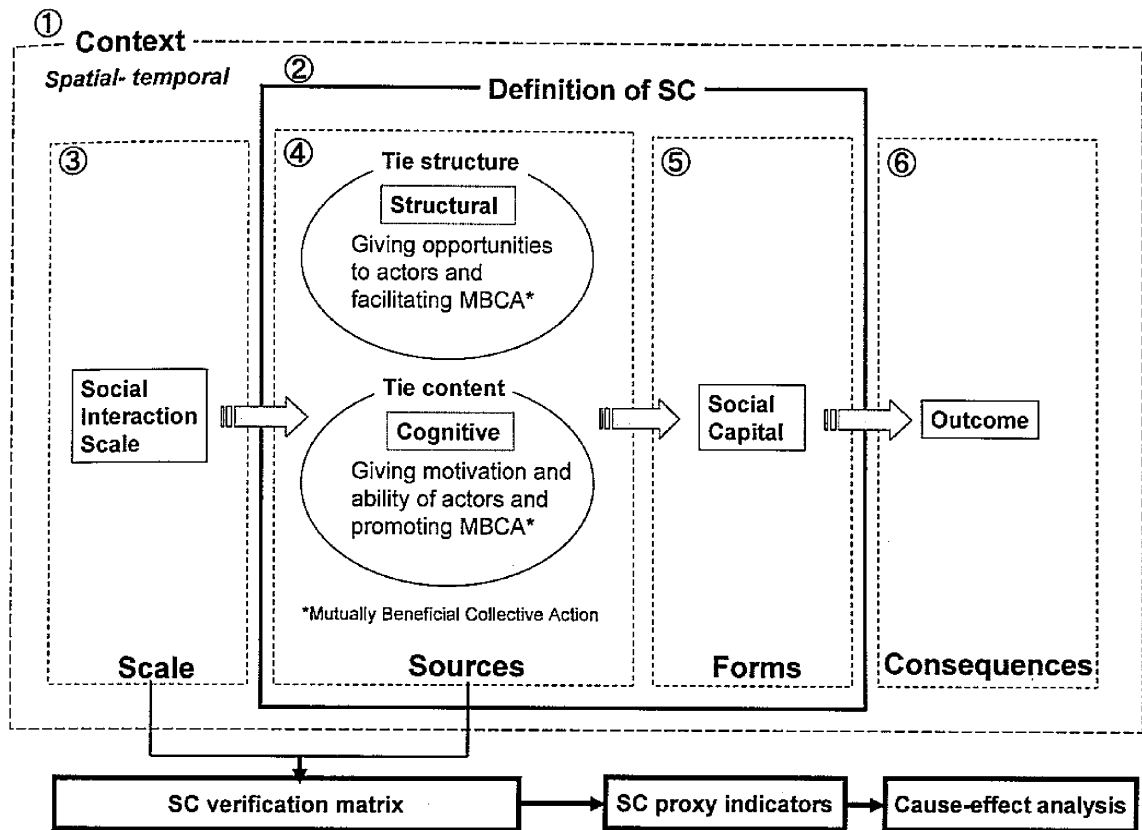 ①
Context
Spatial- temporal
②
Definition of SC
③
Social
Interaction
Scale
Scale
④
Tie structure
Structural
Giving opportunities
to actors and
facilitating MBCA*
Tie content
Cognitive
Giving motivation and
ability of actors and
promoting MBCA*
*Mutually Beneficial Collective Action
Sources
⑤
Social
Capital
Forms
⑥
Outcome
Consequences
SC verification matrix
SC proxy indicators
Cause-effect analysis